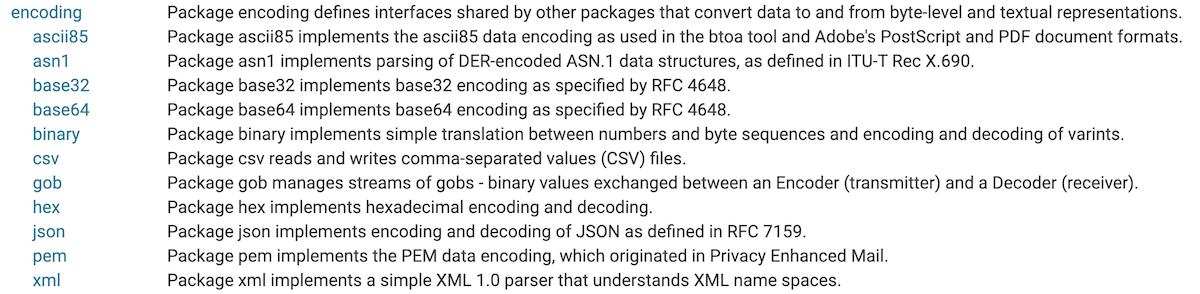 encoding Package encoding defines interfaces shared by other packages that convert data to and from byte-level and textual representations.
ascii85 Package ascii85 implements the ascii85 data encoding as used in the btoa tool and Adobe's PostScript and PDF document formats.
asn1 Package asn1 implements parsing of DER-encoded ASN.1 data structures, as defined in ITU-T Rec X.690.
base32 Package base32 implements base32 encoding as specified by RFC 4648.
base64 Package base64 implements base64 encoding as specified by RFC 4648.
binary Package binary implements simple translation between numbers and byte sequences and encoding and decoding of varints.
csv Package csv reads and writes comma-separated values (CSV) files.
gob Package gob manages streams of gobs - binary values exchanged between an Encoder (transmitter) and a Decoder (receiver).
hex Package hex implements hexadecimal encoding and decoding.
json Package json implements encoding and decoding of JSON as defined in RFC 7159.
pem Package pem implements the PEM data encoding, which originated in Privacy Enhanced Mail.
xml Package xml implements a simple XML 1.0 parser that understands XML name spaces.